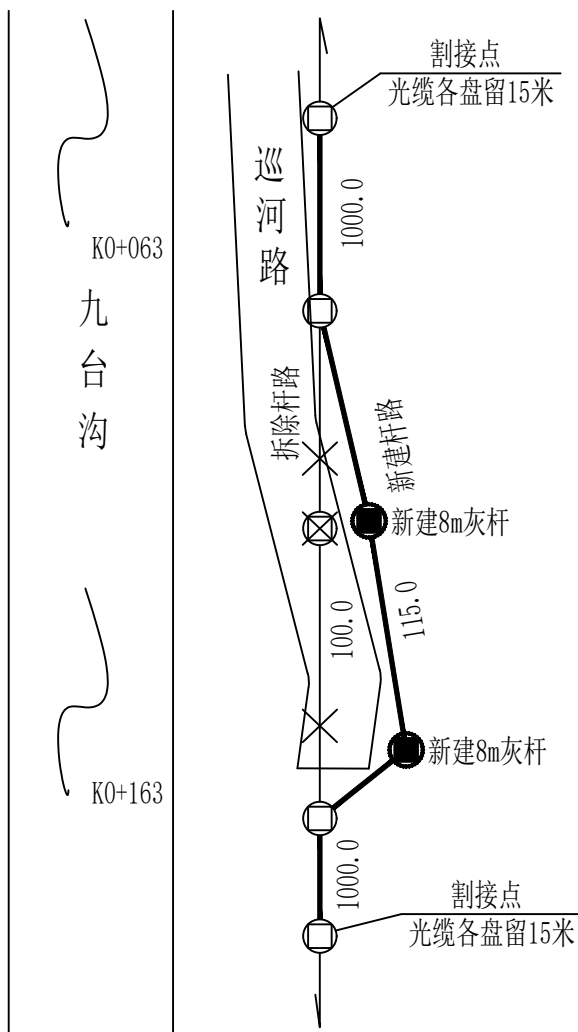 割接点
光缆各盘留15米
巡河路
1000.0
K0+063
九台沟
拆除杆路
新建杆路
新建8m灰杆
100.0
115.0
新建8m灰杆
K0+163
1000.0
割接点
光缆各盘留15米